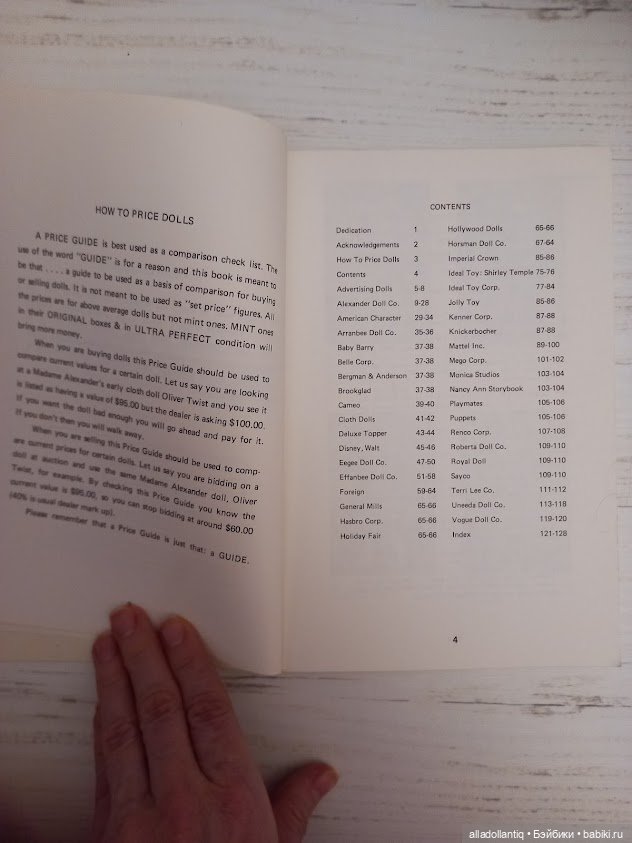 HOW TO PRICE DOLLS
A PRICE GUIDE is best used as a comparison check list. The
use of the word "GUIDE" is for a reason and this book is meant to
be that . . . . a guide to be used as a basis of comparison for buying
or selling dolls. It is not meant to be used as "set price" figures. All
the prices are for above average dolls but not mint ones. MINT ones
in their ORIGINAL boxes & in ULTRA PERFECT condition will
bring more money.
When you are buying dolls this Price Guide should be used to
compare current values for a certain doll. Let us say you are looking
at a Madame Alexander's early cloth doll Oliver Twist and you see it
is listed as having a value of $95.00 but the dealer is asking $100.00.
If you want the doll bad enough you will go ahead and pay for it.
If you don't then you will walk away.
When you are selling this Price Guide should be used to comp-
are current prices for certain dolls. Let us say you are bidding on a
doll at auction and use the same Madame Alexander doll, Oliver
Twist, for example. By checking this Price Guide you know the
current value is $95.00, so you can stop bidding at around $60.00
(40% is usual dealer mark up).
Please remember that a Price Guide is just that: a GUIDE.
CONTENTS
Dedication 1
Acknowledgements 2
How To Price Dolls 3
Contents 4
Advertising Dolls 5-8
Alexander Doll Co. 9-28
American Character 29-34
Arranbee Doll Co. 35-36
Baby Barry 37-38
Belle Corp. 37-38
Bergman & Anderson 37-38
Brookglad 37-38
Cameo 39-40
Cloth Dolls 41-42
Deluxe Topper 43-44
Disney, Walt 45-46
Eegee Doll Co. 47-50
Effanbee Doll Co. 51-58
Foreign 59-64
General Mills 65-66
Hasbro Corp. 65-66
Holiday Fair 65-66
Hollywood Dolls 65-66
Horsman Doll Co. 67-64
Imperial Crown 85-86
Ideal Toy: Shirley Temple 75-76
Ideal Toy Corp. 77-84
Jolly Toy 85-86
Kenner Corp. 87-88
Knickerbocher 87-88
Mattel Inc. 89-100
Mego Corp. 101-102
Monica Studios 103-104
Nancy Ann Storybook 103-104
Playmates 105-106
Puppets 105-106
Renco Corp. 107-108
Roberta Doll Co. 109-110
Royal Doll 109-110
Sayco 109-110
Terri Lee Co. 111-112
Uneeda Doll Co. 113-118
Vogue Doll Co. 119-120
Index 121-128
4
alladollantiq • Бэйбики • babiki.ru